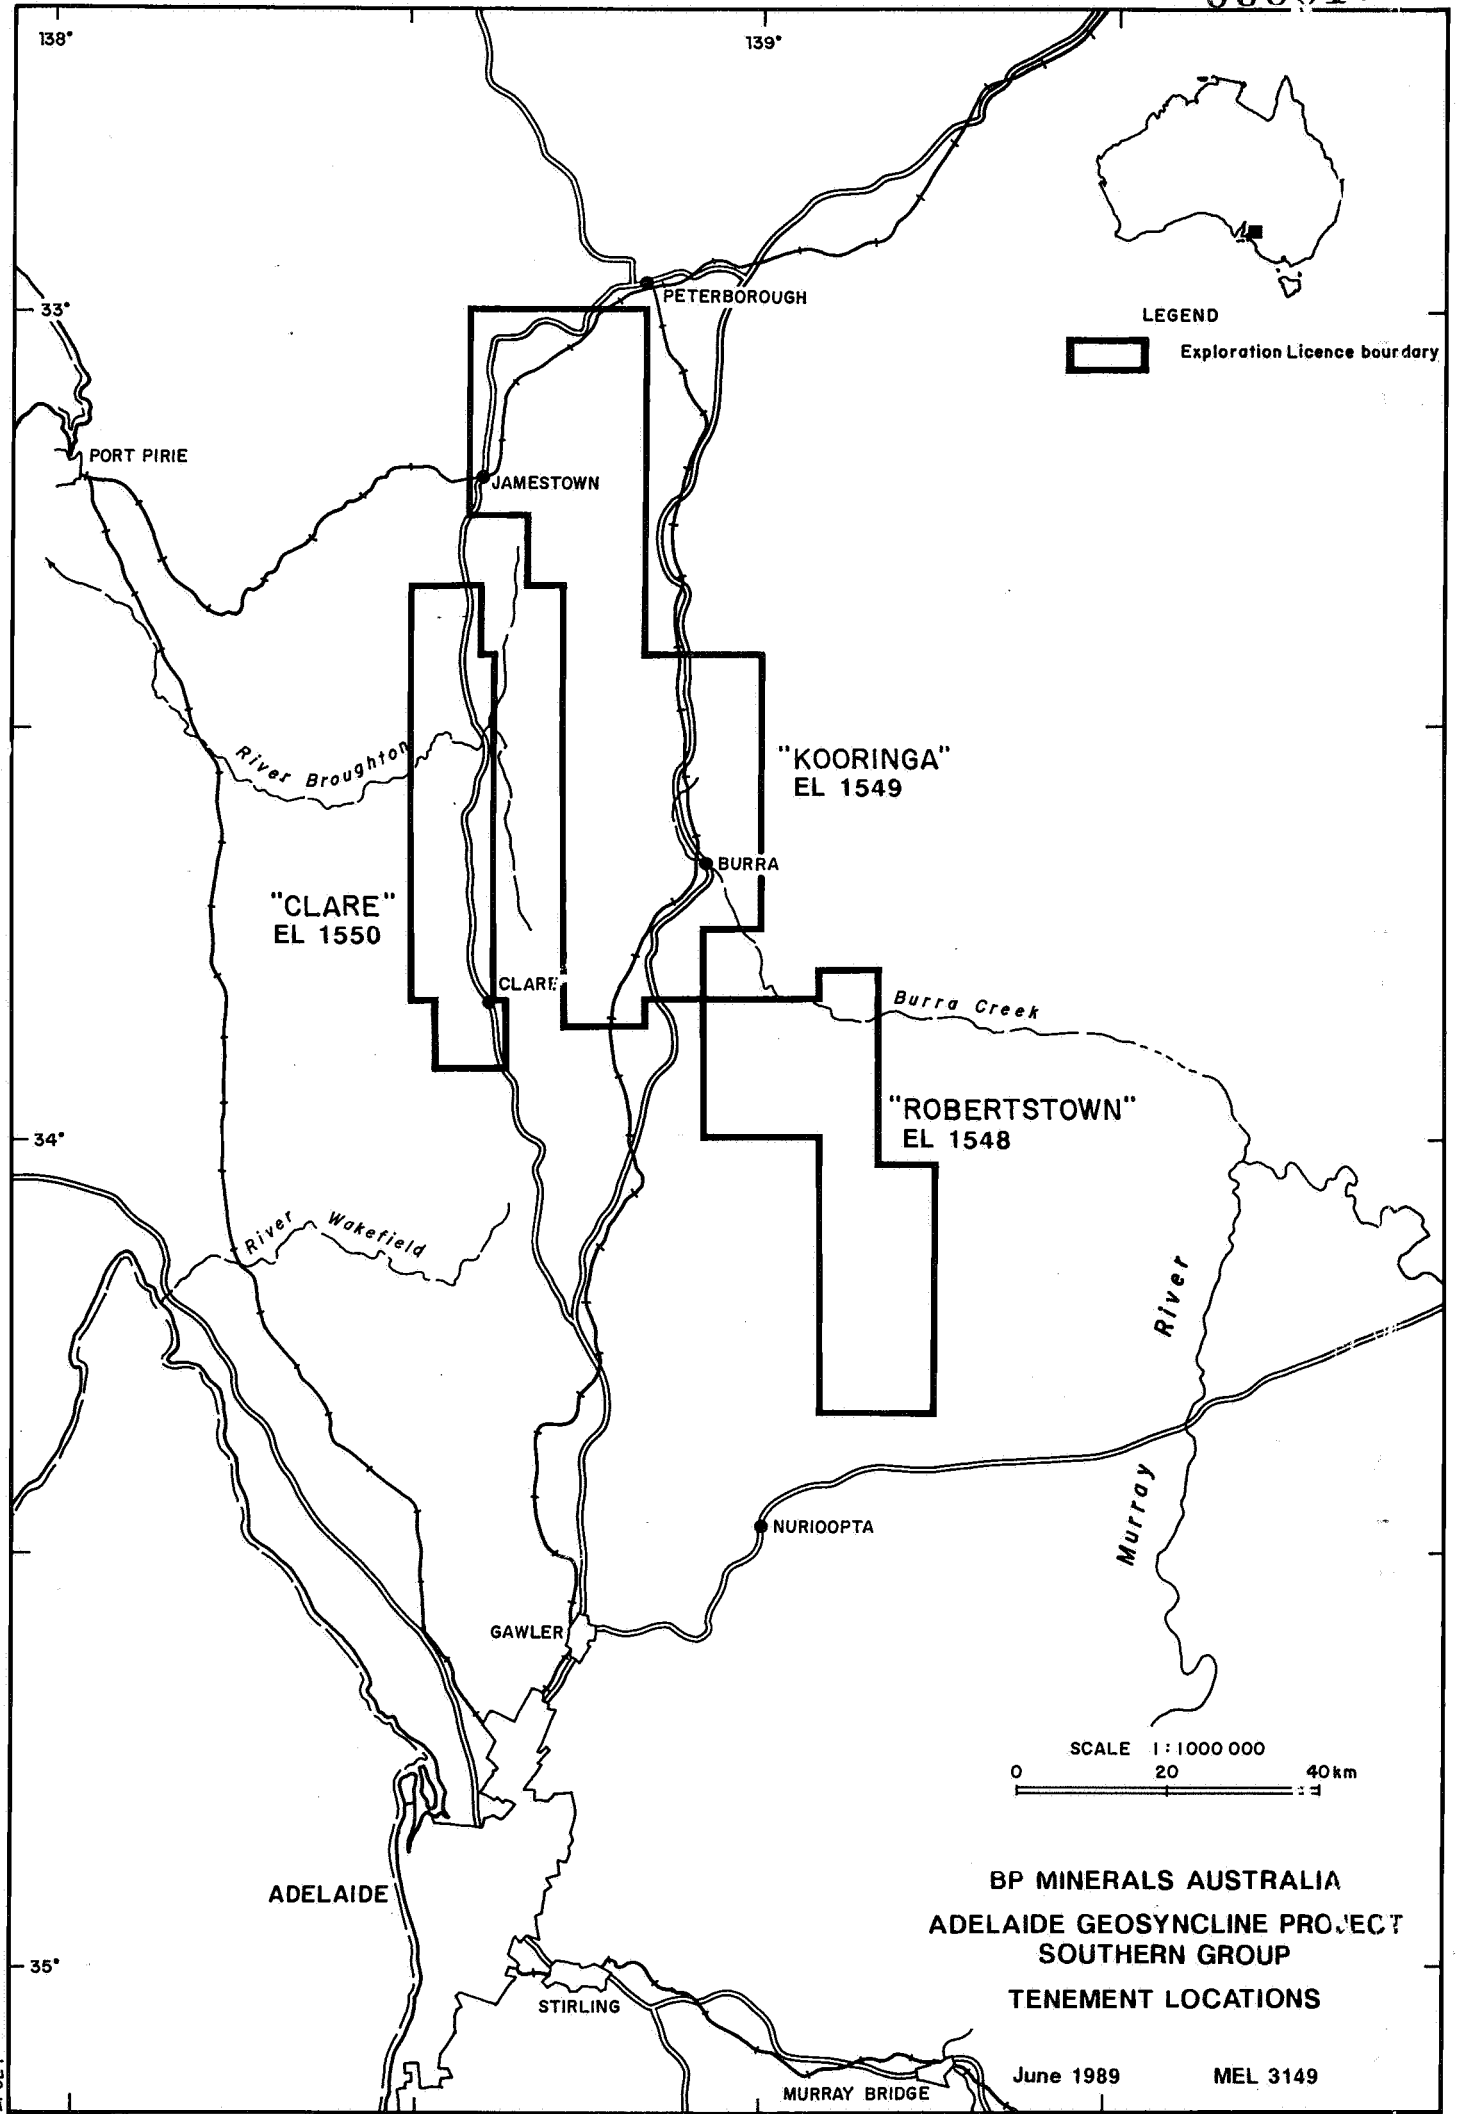 138°
139°
PETERBOROUGH
LEGEND
33°
Exploration Licence boundary
PORT PIRIE
JAMESTOWN
River Broughton
"KOORINGA"
EL 1549
BURRA
"CLARE"
EL 1550
CLARE
Burra Creek
"ROBERTSTOWN"
EL 1548
34°
River Wakefield
Murray River
NURIOOPTA
GAWLER
SCALE 1:1000 000
0 20 40km
ADELAIDE
BP MINERALS AUSTRALIA
ADELAIDE GEOSYNCLINE PROJECT
SOUTHERN GROUP
35°
TENEMENT LOCATIONS
STIRLING
June 1989 MEL 3149
MURRAY BRIDGE